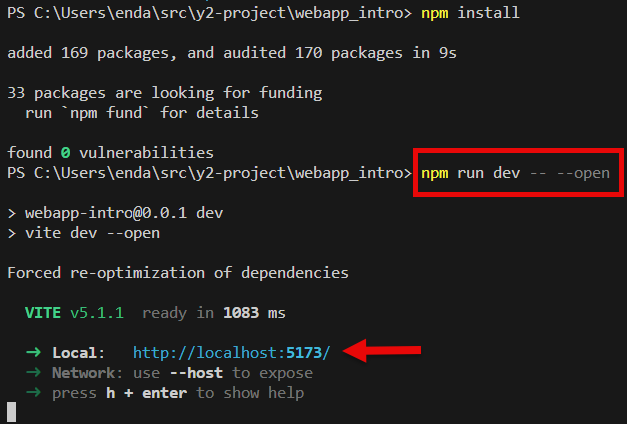 PS C:\Users\enda\src\y2-project\webapp_intro> npm install
added 169 packages, and audited 170 packages in 9s
33 packages are looking for funding
  run `npm fund` for details
found 0 vulnerabilities
PS C:\Users\enda\src\y2-project\webapp_intro> npm run dev -- --open
> webapp-intro@0.0.1 dev
> vite dev --open
Forced re-optimization of dependencies
  VITE v5.1.1  ready in 1083 ms
  ➜ Local:   http://localhost:5173/
  ➜ Network: use --host to expose
  ➜ press h + enter to show help